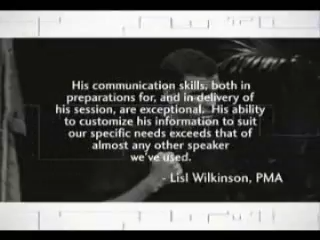 His communication skills, both in
preparations for, and in delivery of
his session, are exceptional. His ability
to customize his information to suit
our specific needs exceeds that of
almost any other speaker
we've used.
- Lisl Wilkinson, PMA